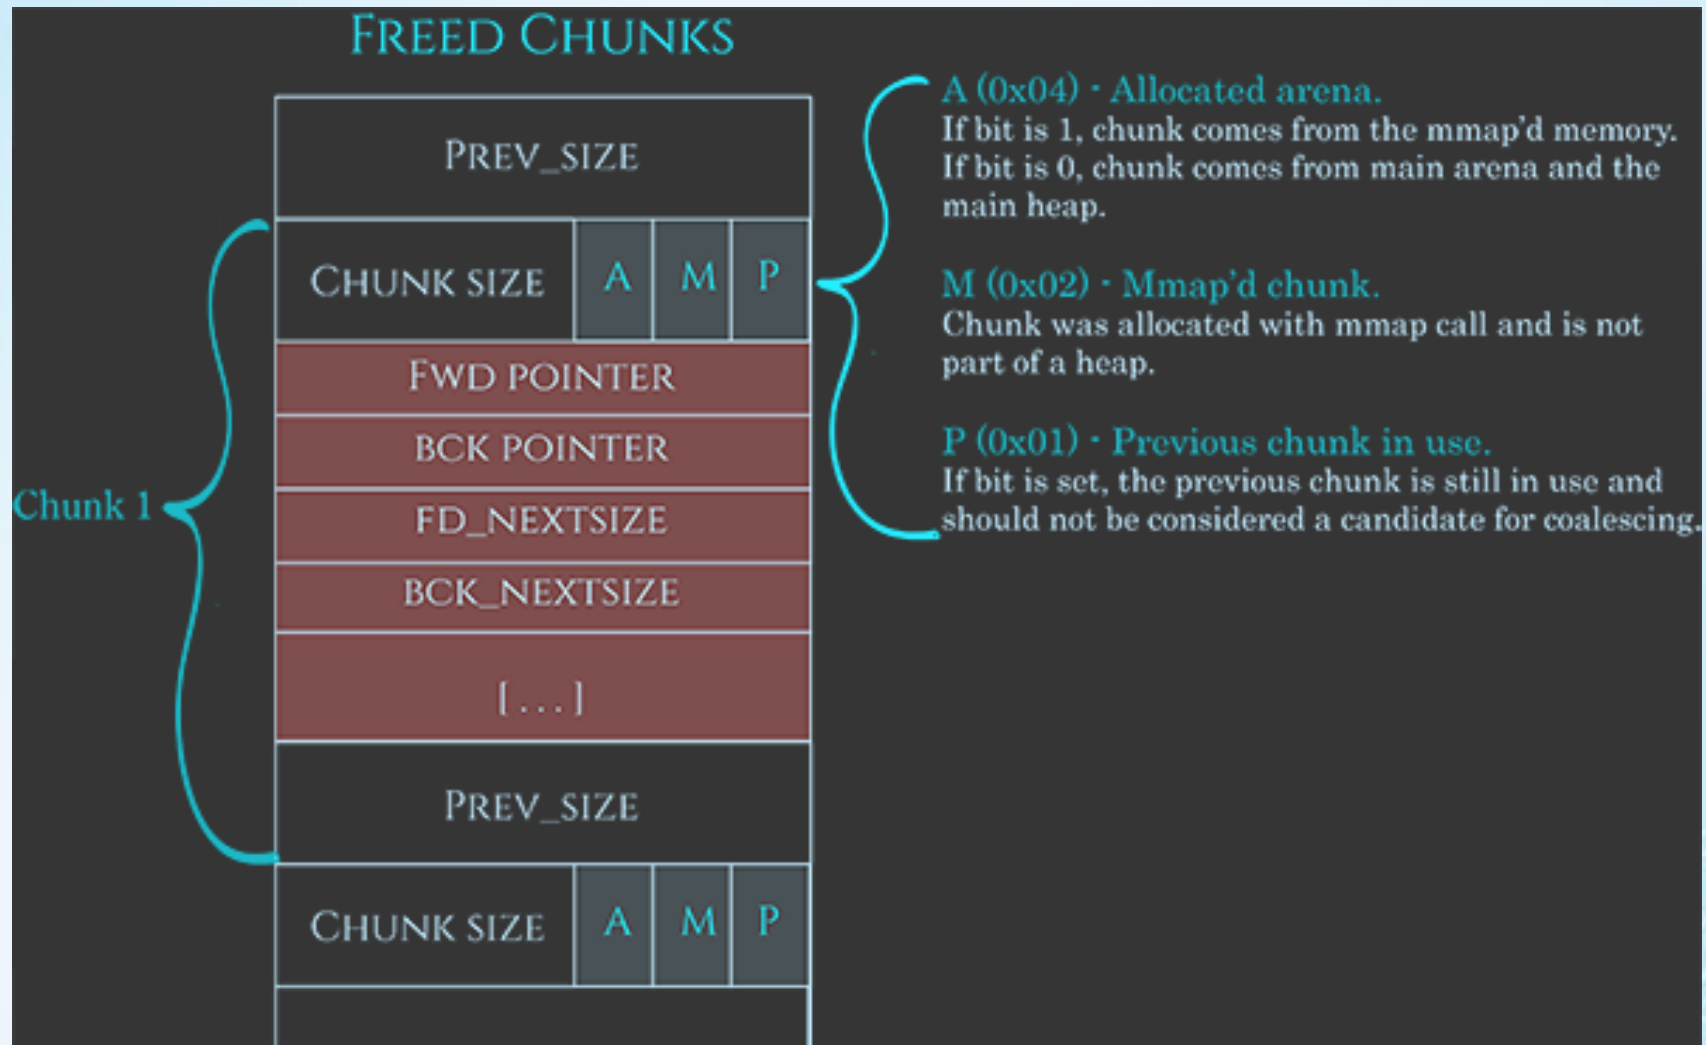 FREED CHUNKS
PREV_SIZE
CHUNK SIZE A M P
FWD POINTER
BCK POINTER
FD_NEXTSIZE
BCK_NEXTSIZE
[...]
PREV_SIZE
CHUNK SIZE A M P
Chunk 1
A (0x04) - Allocated arena.
If bit is 1, chunk comes from the mmap’d memory.
If bit is 0, chunk comes from main arena and the
main heap.
M (0x02) - Mmap’d chunk.
Chunk was allocated with mmap call and is not
part of a heap.
P (0x01) - Previous chunk in use.
If bit is set, the previous chunk is still in use and
should not be considered a candidate for coalescing.